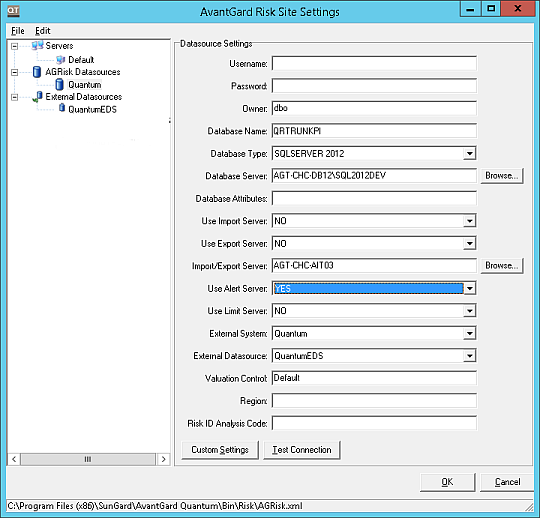 QT AvantGard Risk Site Settings
File Edit
Servers
Default
AGRisk Datasources
Quantum
External Datasources
QuantumEDS
Datasource Settings
Username:
Password:
Owner: dbo
Database Name: QRTRUNKPI
Database Type: SQLSERVER 2012
Database Server: AGT-CHC-DB12\SQL2012DEV Browse...
Database Attributes:
Use Import Server: NO
Use Export Server: NO
Import/Export Server: AGT-CHC-AIT03 Browse...
Use Alert Server: YES
Use Limit Server: NO
External System: Quantum
External Datasource: QuantumEDS
Valuation Control: Default
Region:
Risk ID Analysis Code:
Custom Settings Test Connection
OK Cancel
C:\Program Files (x86)\SunGard\AvantGard Quantum\Bin\Risk\AGRisk.xml